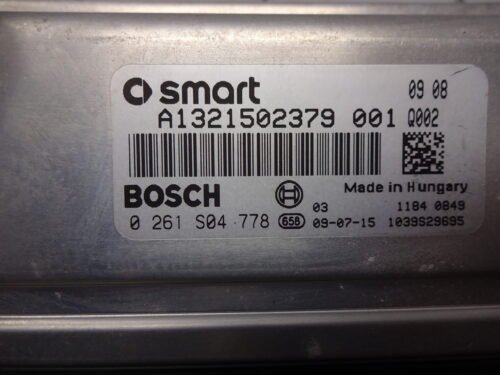 smart 09 08
A1321502379 001 Q002
BOSCH Made in Hungary
03 1184 0849
0 261 S04 778 658 09-07-15 1039S29695